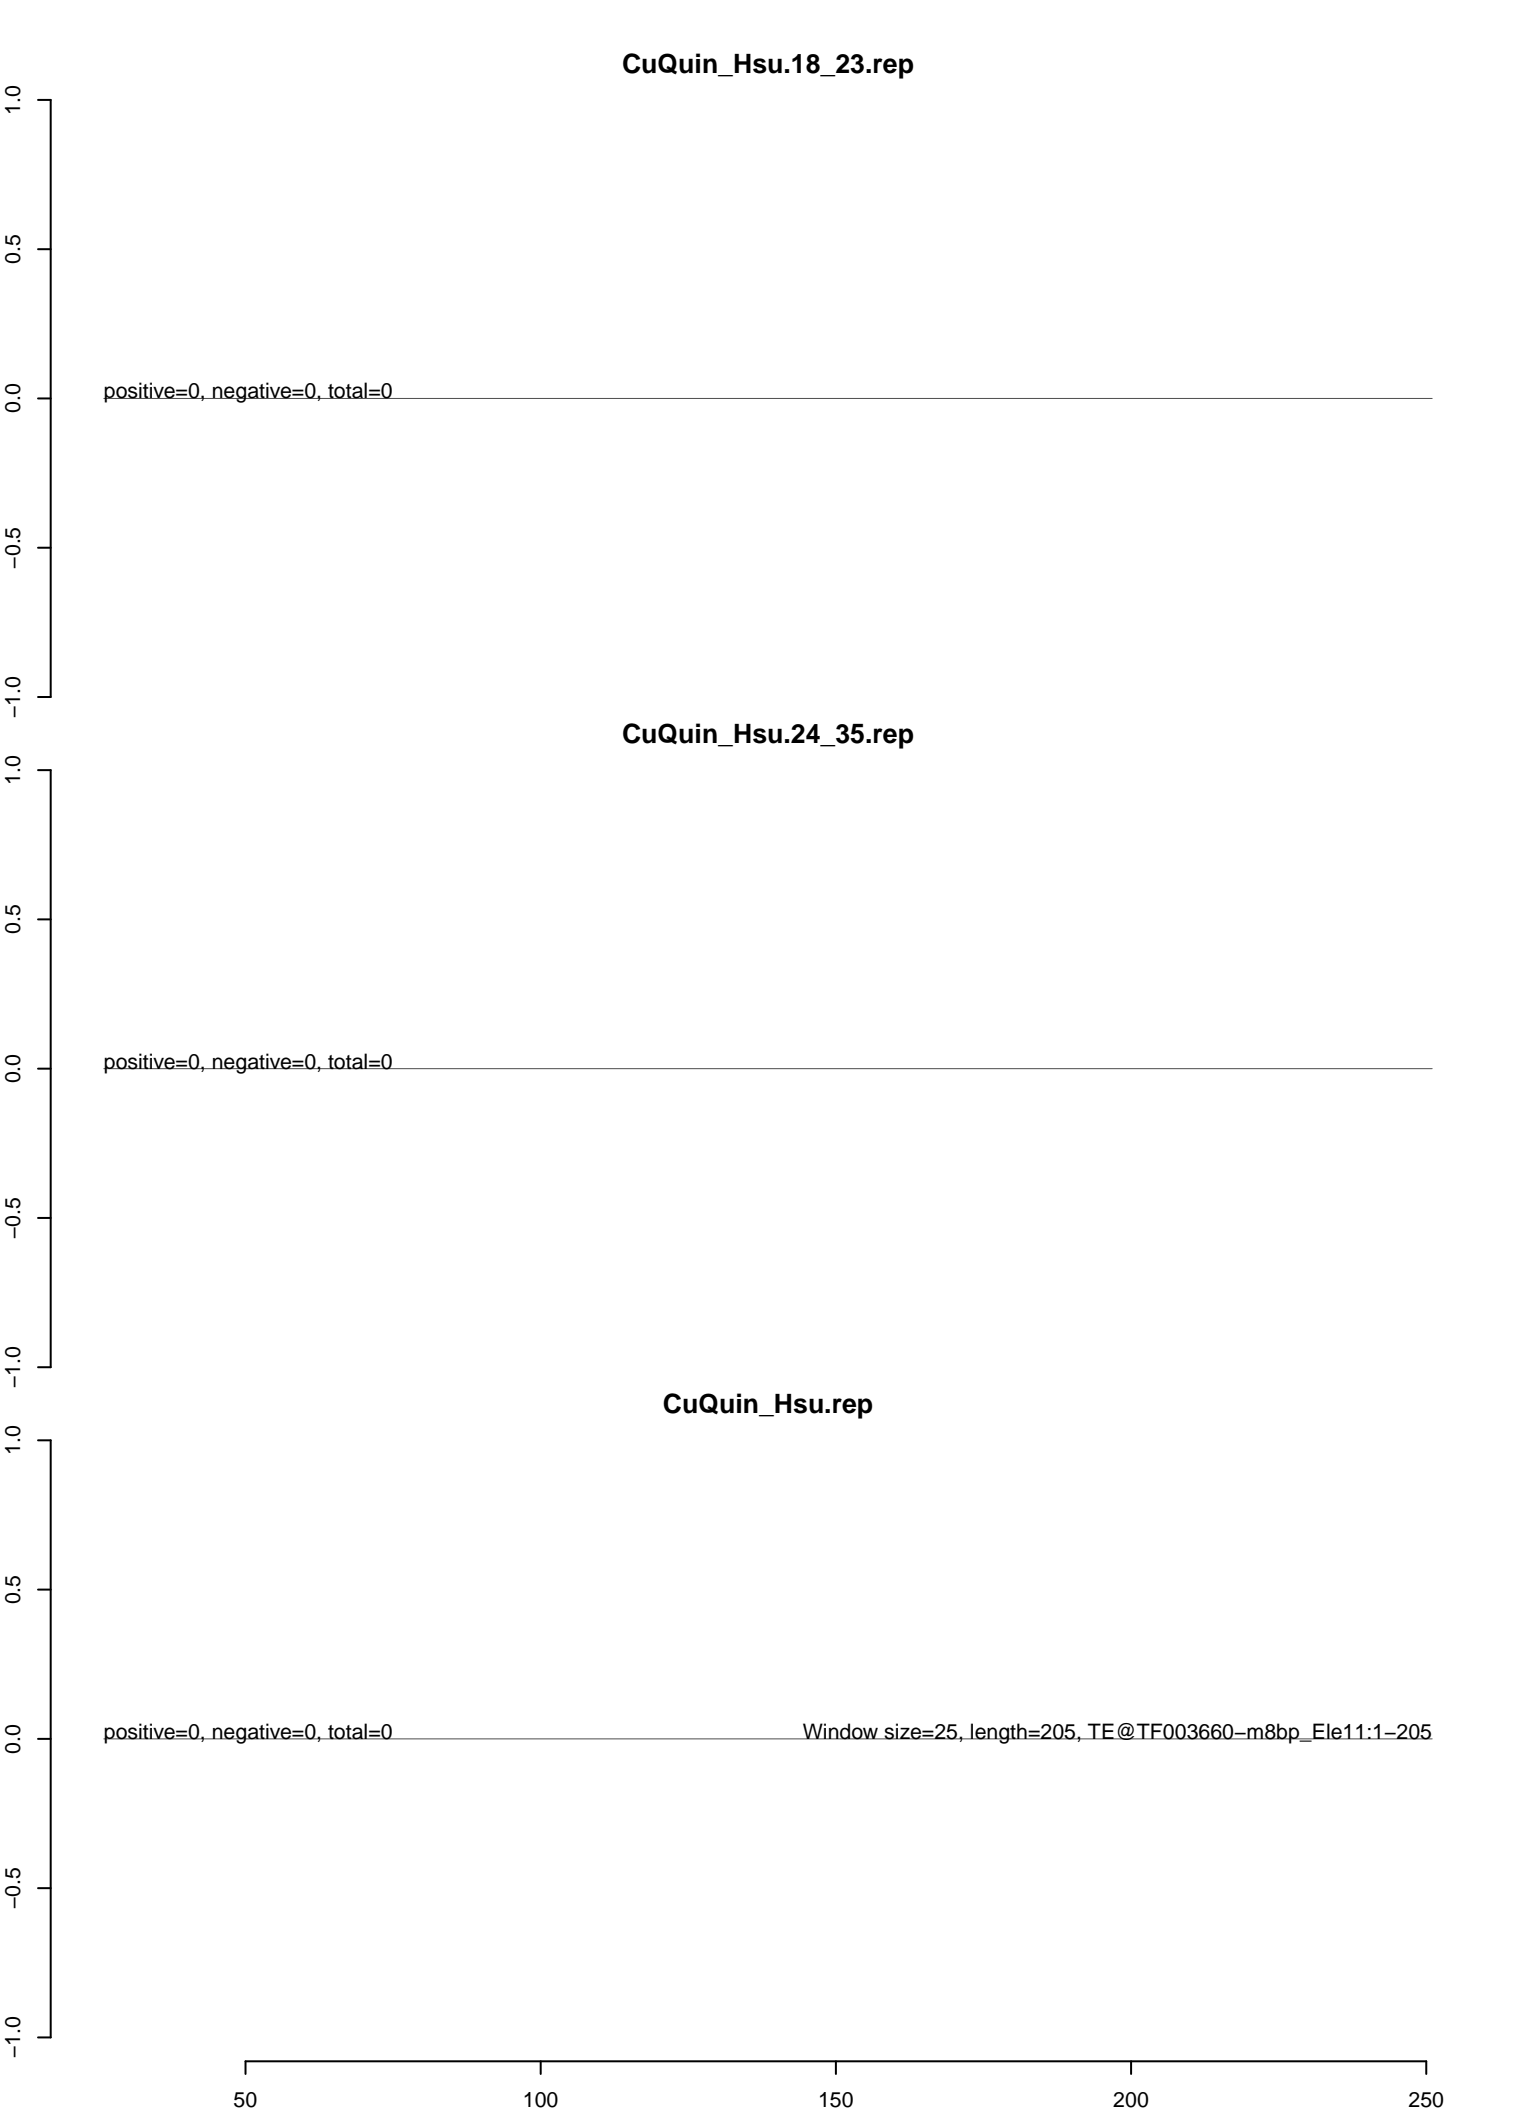 CuQuin_Hsu.18_23.rep
1.0
0.5
positive=0, negative=0, total=0
0.0
−0.5
−1.0
CuQuin_Hsu.24_35.rep
1.0
0.5
positive=0, negative=0, total=0
0.0
−0.5
−1.0
CuQuin_Hsu.rep
1.0
0.5
positive=0, negative=0, total=0 Window size=25, length=205, TE@TF003660−m8bp_Ele11:1−205
0.0
−0.5
−1.0
50 100 150 200 250